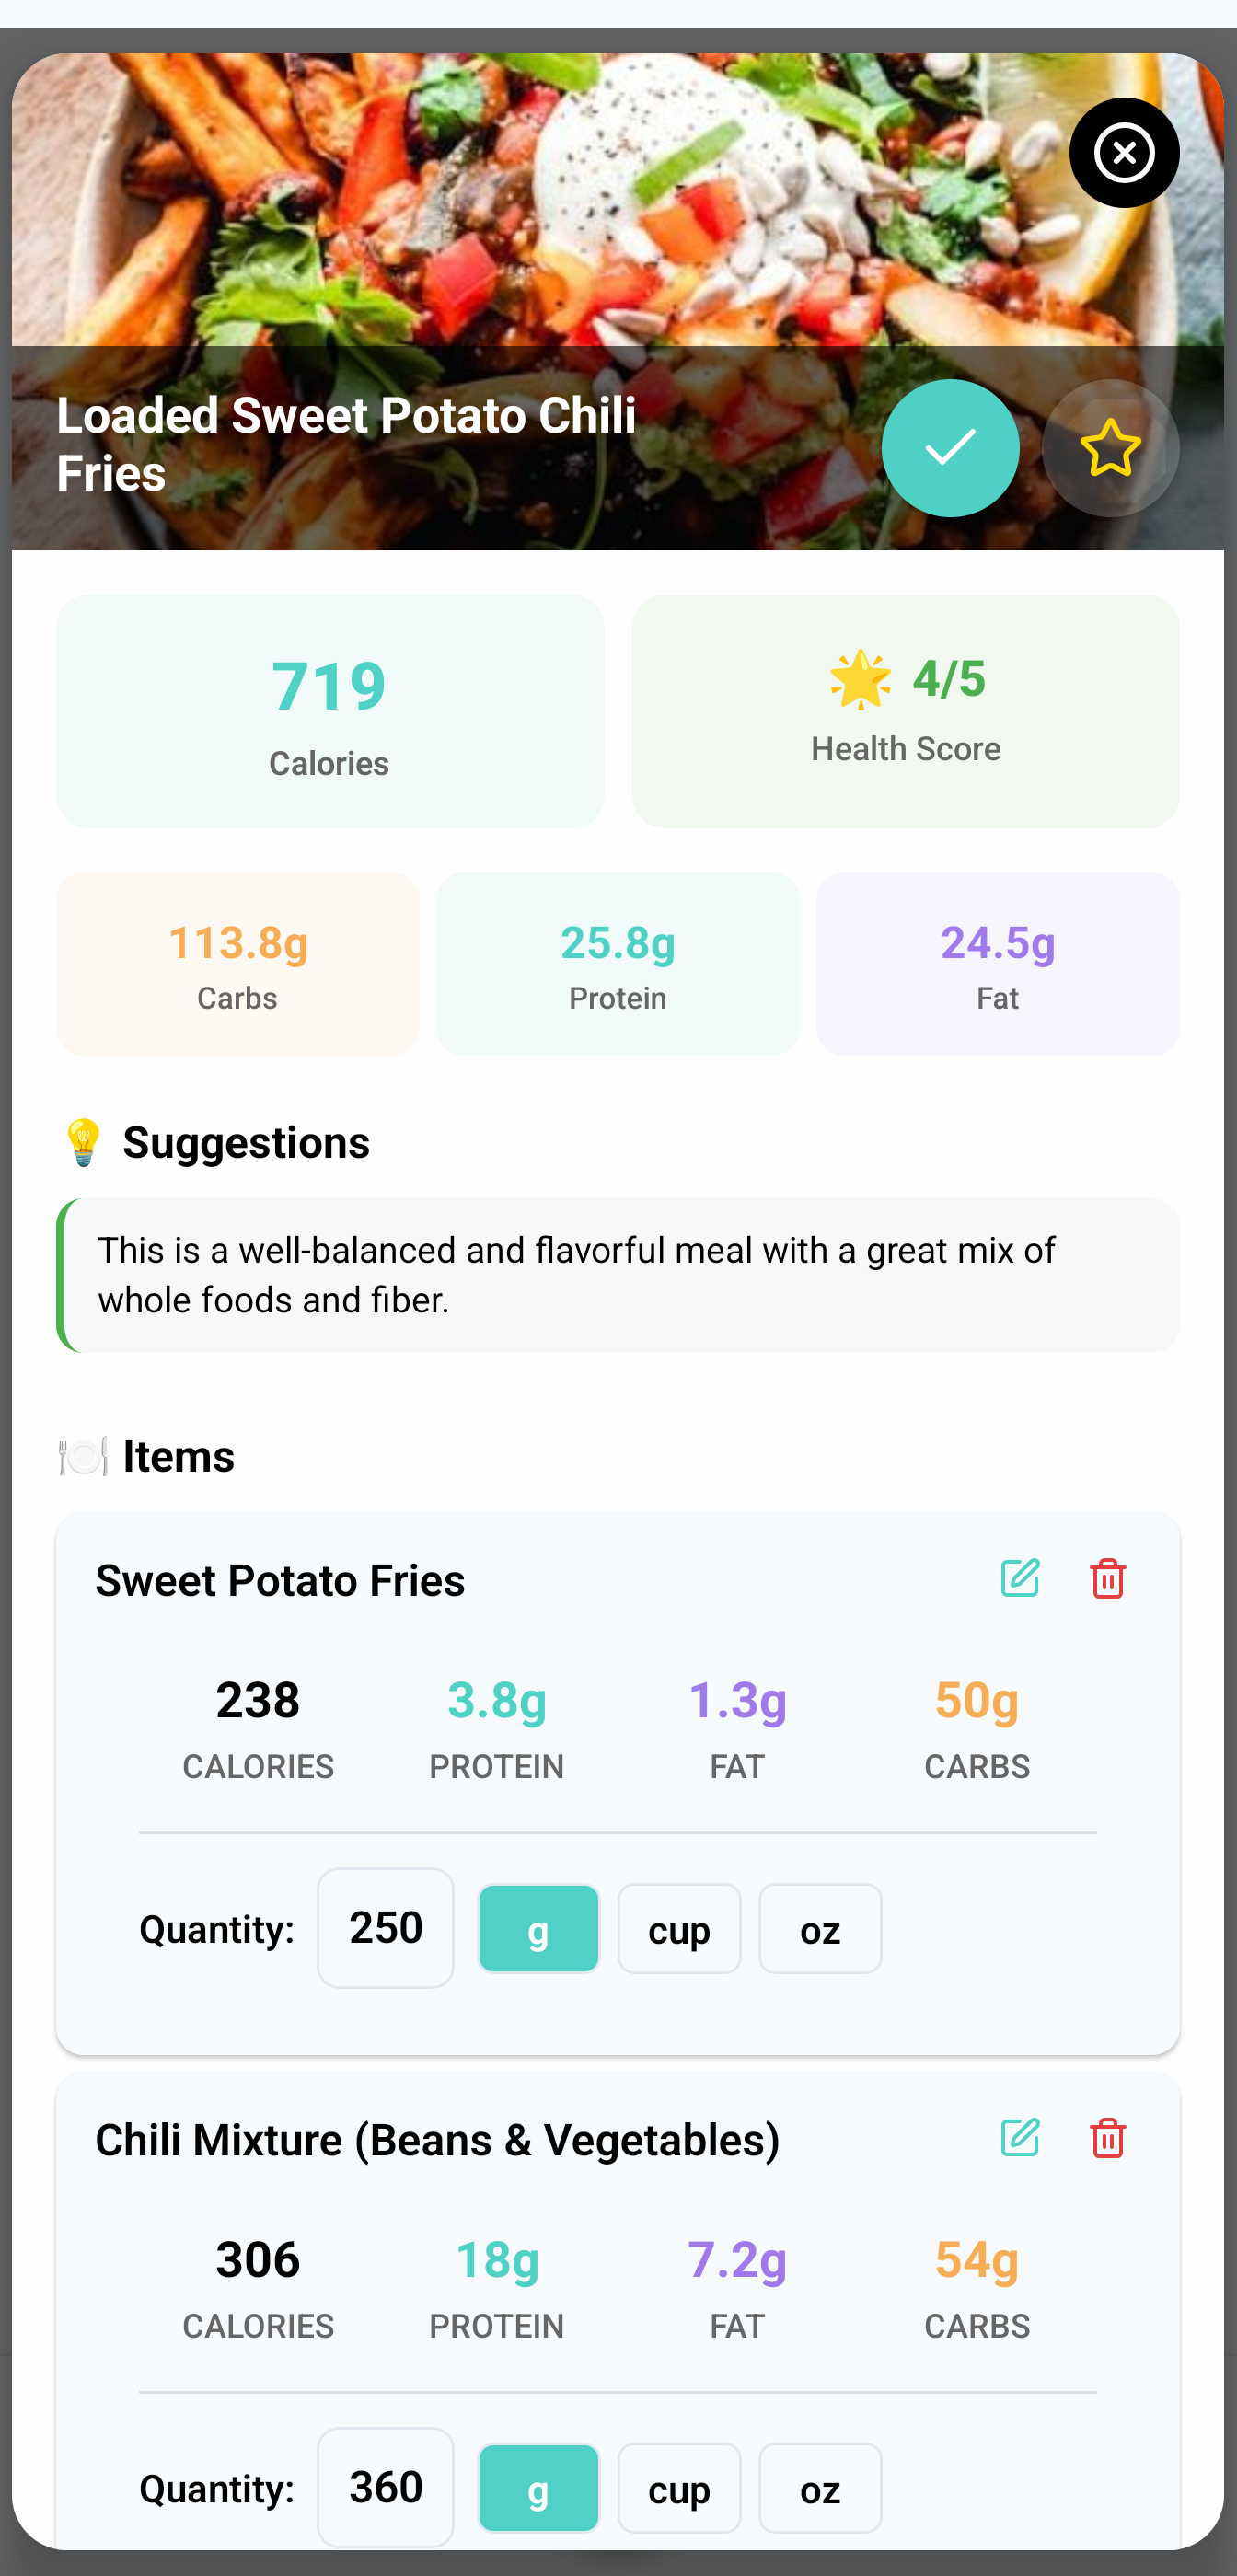 Loaded Sweet Potato Chili
Fries
719
Calories
4/5
Health Score
113.8g
Carbs
25.8g
Protein
24.5g
Fat
Suggestions
This is a well-balanced and flavorful meal with a great mix of
whole foods and fiber.
Items
Sweet Potato Fries
238 3.8g 1.3g 50g
CALORIES PROTEIN FAT CARBS
Quantity: 250 g cup oz
Chili Mixture (Beans & Vegetables)
306 18g 7.2g 54g
CALORIES PROTEIN FAT CARBS
Quantity: 360 g cup oz